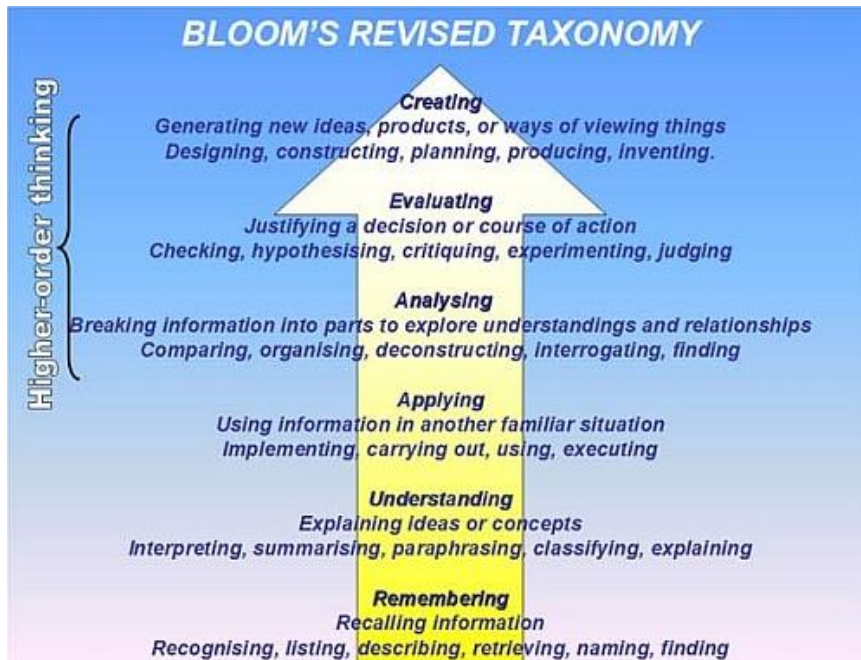 BLOOM'S REVISED TAXONOMY
Higher-order thinking
Creating
Generating new ideas, products, or ways of viewing things
Designing, constructing, planning, producing, inventing.
Evaluating
Justifying a decision or course of action
Checking, hypothesising, critiquing, experimenting, judging
Analysing
Breaking information into parts to explore understandings and relationships
Comparing, organising, deconstructing, interrogating, finding
Applying
Using information in another familiar situation
Implementing, carrying out, using, executing
Understanding
Explaining ideas or concepts
Interpreting, summarising, paraphrasing, classifying, explaining
Remembering
Recalling information
Recognising, listing, describing, retrieving, naming, finding